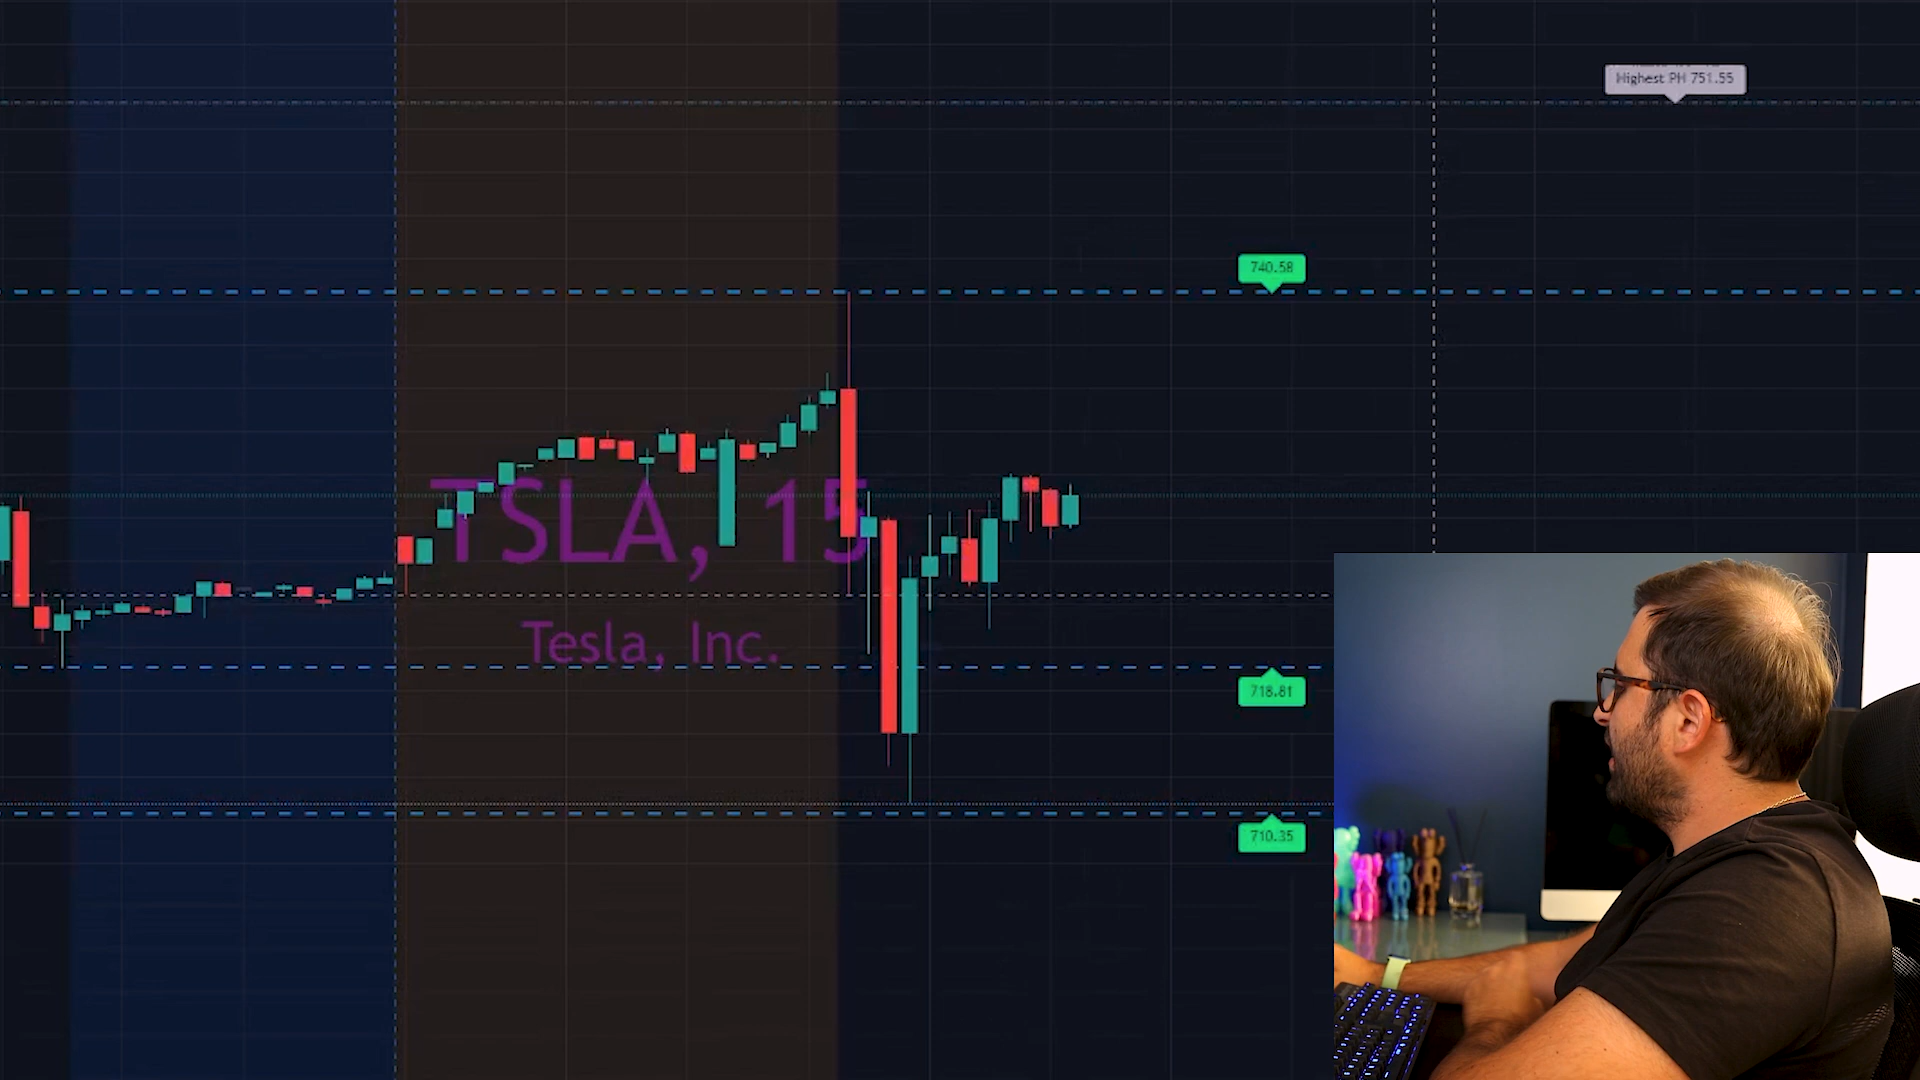 Highest PH 751.55
740.58
TSLA, 15
Tesla, Inc.
718.81
710.35